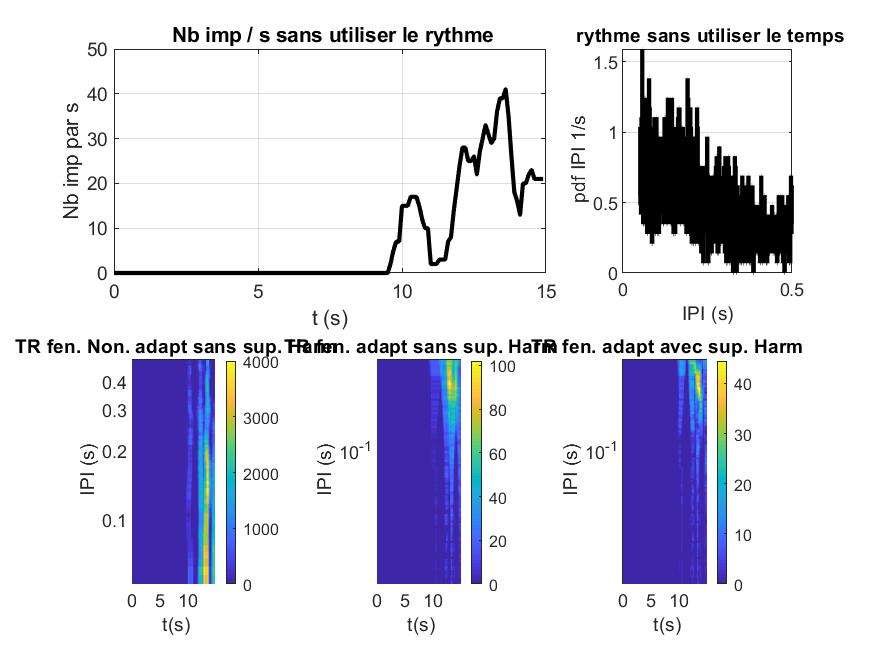 Nb imp / s sans utiliser le rythme
50
40
30
20
10
0
Nb imp par s
0
5
10
15
t (s)
rythme sans utiliser le temps
1.5
1
0.5
0
pdf IPI 1/s
0
0.5
IPI (s)
TR fen. Non. adapt sans sup. Harm
0.4
0.3
0.2
0.1
IPI (s)
0 5 10
t(s)
4000
3000
2000
1000
0
TR fen. adapt sans sup. Harm
10-1
IPI (s)
0 5 10
t(s)
100
80
60
40
20
0
TR fen. adapt avec sup. Harm
10-1
IPI (s)
0 5 10
t(s)
40
30
20
10
0